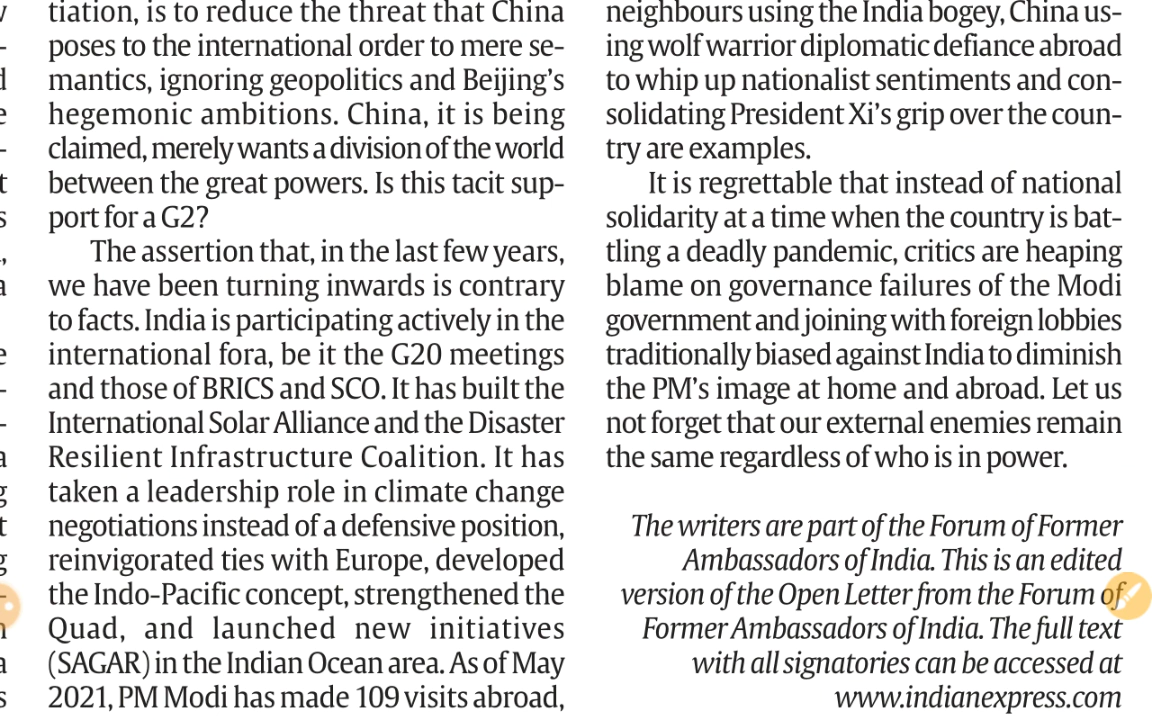 tiation, is to reduce the threat that China
poses to the international order to mere se-
mantics, ignoring geopolitics and Beijing's
hegemonic ambitions. China, it is being
claimed, merely wants a division of the world
between the great powers. Is this tacit sup-
port for a G2?
The assertion that, in the last few years,
we have been turning inwards is contrary
to facts. India is participating actively in the
international fora, be it the G20 meetings
and those of BRICS and SCO. It has built the
International Solar Alliance and the Disaster
Resilient Infrastructure Coalition. It has
taken a leadership role in climate change
negotiations instead of a defensive position,
reinvigorated ties with Europe, developed
the Indo-Pacific concept, strengthened the
Quad, and launched new initiatives
(SAGAR) in the Indian Ocean area. As of May
2021, PM Modi has made 109 visits abroad,
neighbours using the India bogey, China us-
ing wolf warrior diplomatic defiance abroad
to whip up nationalist sentiments and con-
solidating President Xi's grip over the coun-
try are examples.
It is regrettable that instead of national
solidarity at a time when the country is bat-
tling a deadly pandemic, critics are heaping
blame on governance failures of the Modi
government and joining with foreign lobbies
traditionally biased against India to diminish
the PM's image at home and abroad. Let us
not forget that our external enemies remain
the same regardless of who is in power.
The writers are part of the Forum of Former
Ambassadors of India. This is an edited
version of the Open Letter from the Forum of
Former Ambassadors of India. The full text
with all signatories can be accessed at
www.indianexpress.com